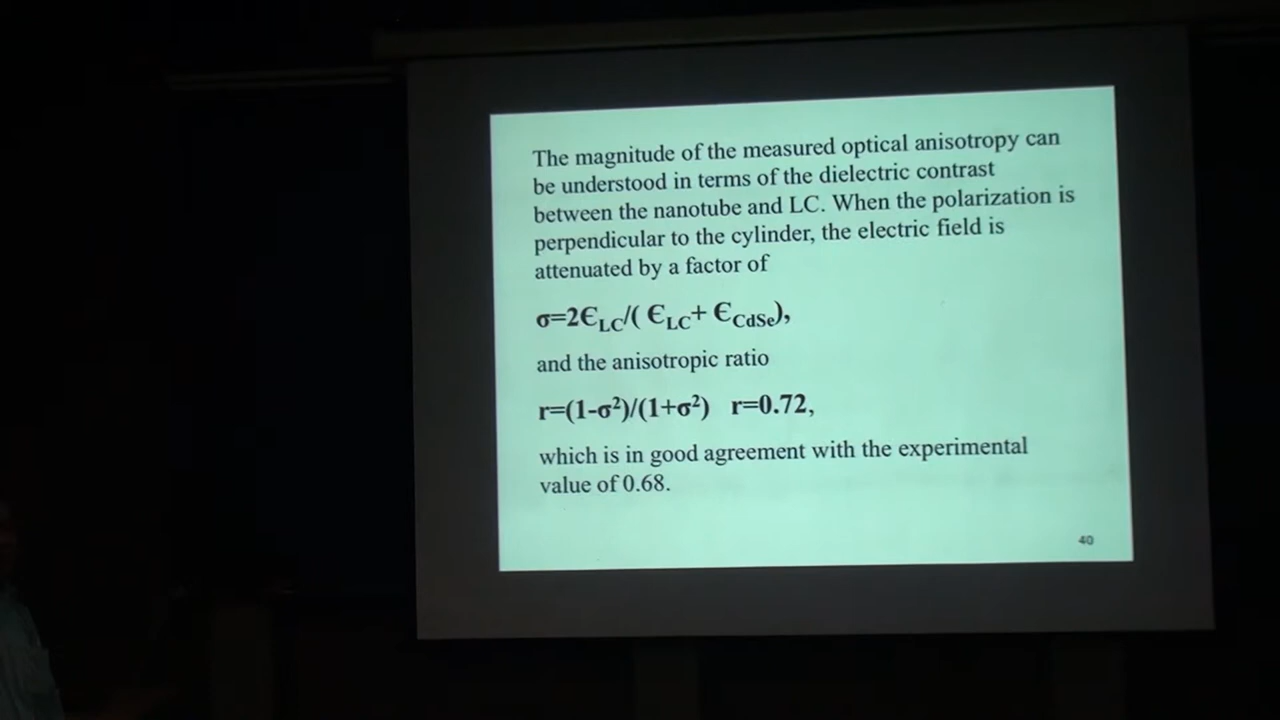 The magnitude of the measured optical anisotropy can
be understood in terms of the dielectric contrast
between the nanotube and LC. When the polarization is
perpendicular to the cylinder, the electric field is
attenuated by a factor of
σ=2ЄLC/( ЄLC+ ЄCdSe),
and the anisotropic ratio
r=(1-σ²)/(1+σ²) r=0.72,
which is in good agreement with the experimental
value of 0.68.
40